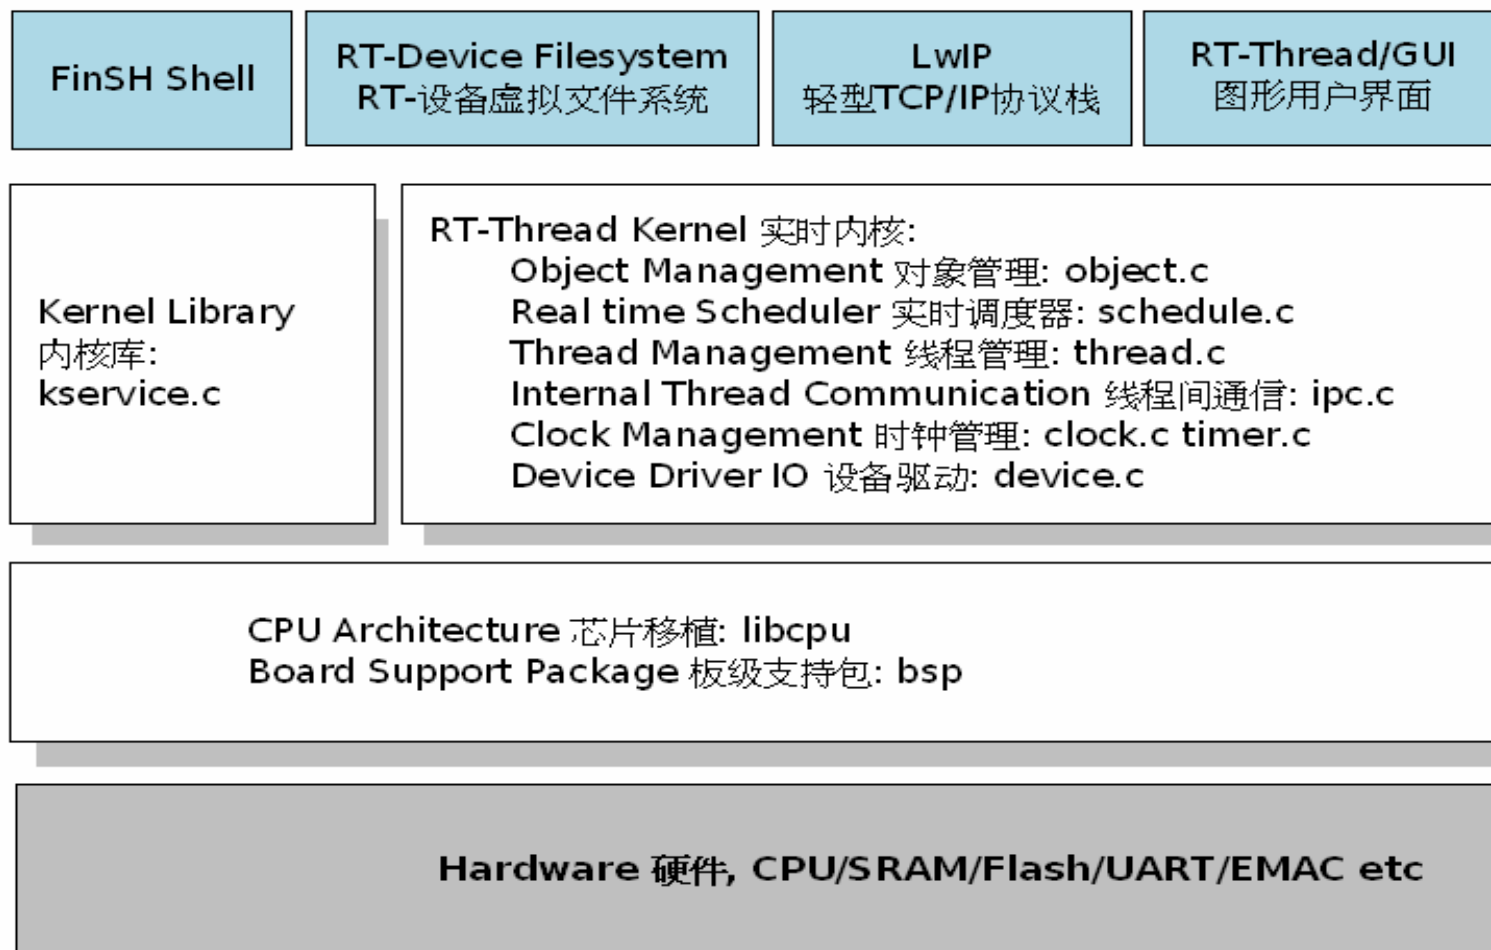 FinSH Shell
RT-Device Filesystem
RT-设备虚拟文件系统
LwIP
轻型TCP/IP协议栈
RT-Thread/GUI
图形用户界面
Kernel Library
内核库:
kservice.c
RT-Thread Kernel 实时内核:
Object Management 对象管理: object.c
Real time Scheduler 实时调度器: schedule.c
Thread Management 线程管理: thread.c
Internal Thread Communication 线程间通信: ipc.c
Clock Management 时钟管理: clock.c timer.c
Device Driver IO 设备驱动: device.c
CPU Architecture 芯片移植: libcpu
Board Support Package 板级支持包: bsp
Hardware 硬件, CPU/SRAM/Flash/UART/EMAC etc